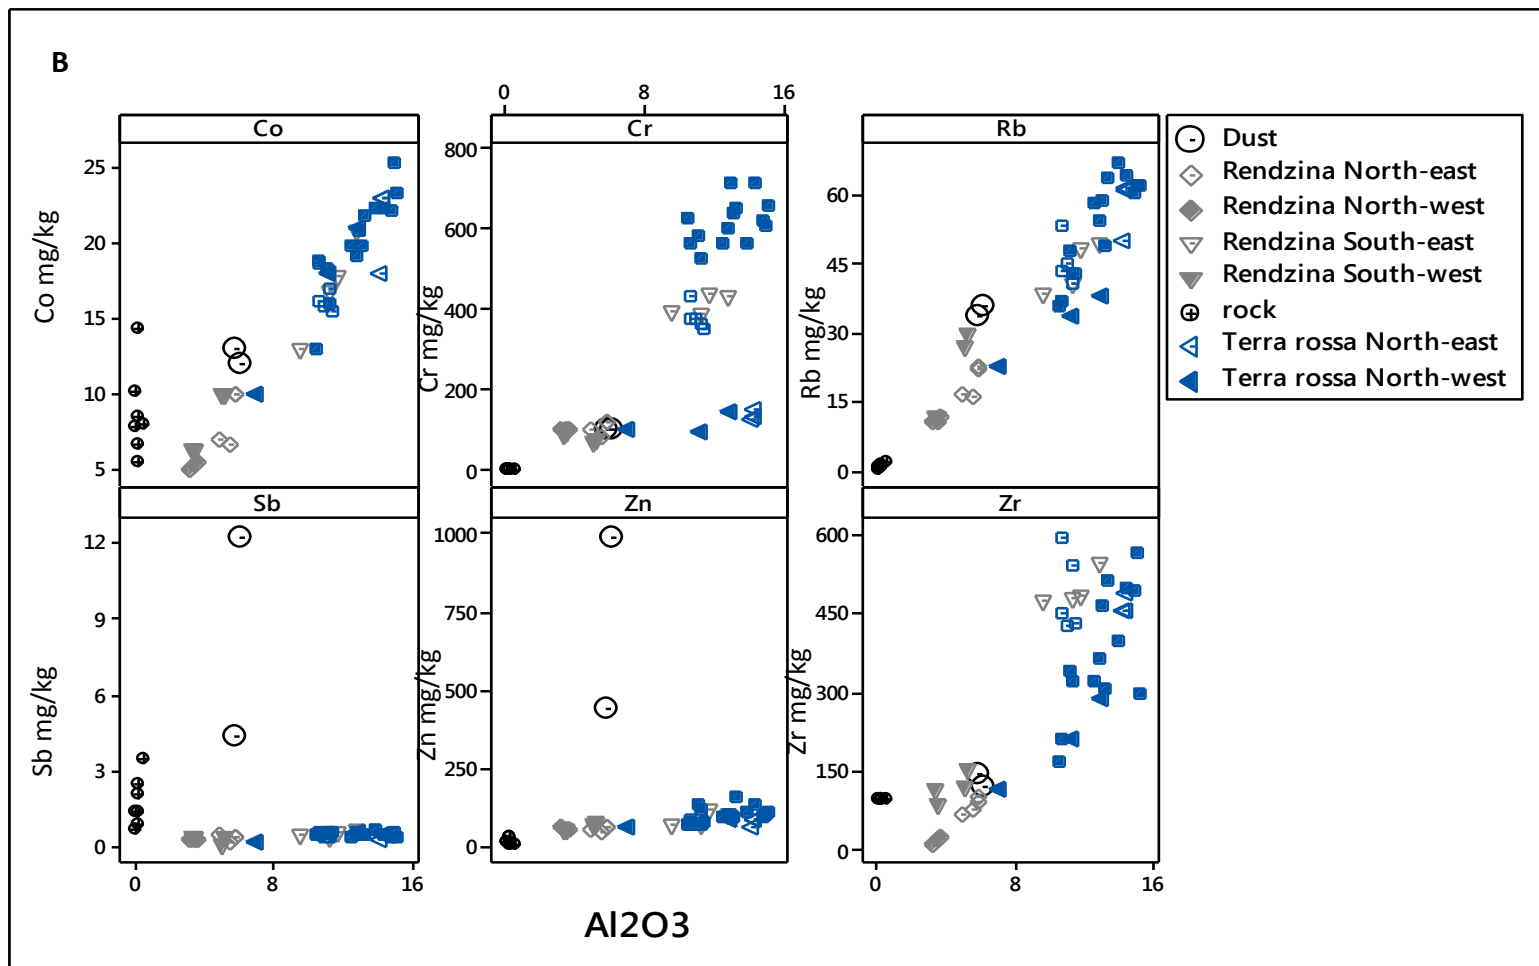 B
0 8 16
Co Cr Rb
Co mg/kg
25
20
15
10
5
Cr mg/kg
800
600
400
200
0
Rb mg/kg
60
45
30
15
0
Dust
Rendzina North-east
Rendzina North-west
Rendzina South-east
Rendzina South-west
rock
Terra rossa North-east
Terra rossa North-west
Sb Zn Zr
Sb mg/kg
12
9
6
3
0
Zn mg/kg
1000
750
500
250
0
Zr mg/kg
600
450
300
150
0
0 16
8
0 8 16
Al2O3